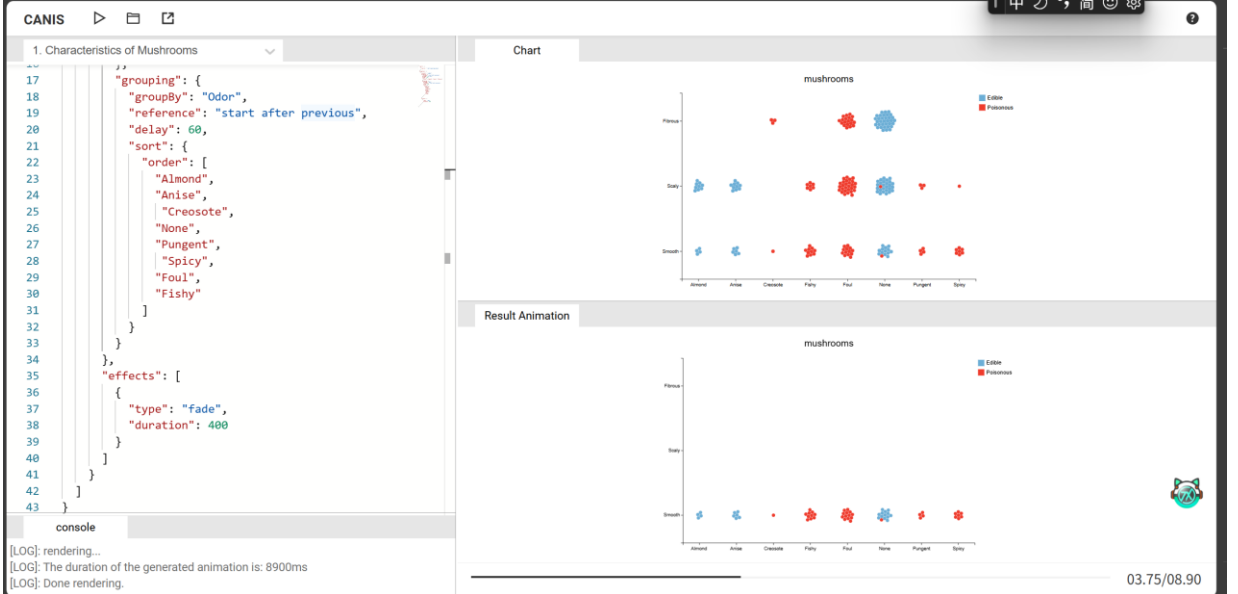 中 简
CANIS
1. Characteristics of Mushrooms
17 "grouping": {
18 "groupBy": "Odor",
19 "reference": "start after previous",
20 "delay": 60,
21 "sort": {
22 "order": [
23 "Almond",
24 "Anise",
25 "Creosote",
26 "None",
27 "Pungent",
28 "Spicy",
29 "Foul",
30 "Fishy"
31 ]
32 }
33 }
34 },
35 "effects": [
36 {
37 "type": "fade",
38 "duration": 400
39 }
40 ]
41 }
42 ]
43 }
console
[LOG]: rendering...
[LOG]: The duration of the generated animation is: 8900ms
[LOG]: Done rendering.
Chart
mushrooms
Edible
Poisonous
Fibrous
Scaly
Smooth
Almond Anise Creosote Fishy Foul None Pungent Spicy
Result Animation
mushrooms
Edible
Poisonous
Fibrous
Scaly
Smooth
Almond Anise Creosote Fishy Foul None Pungent Spicy
03.75/08.90